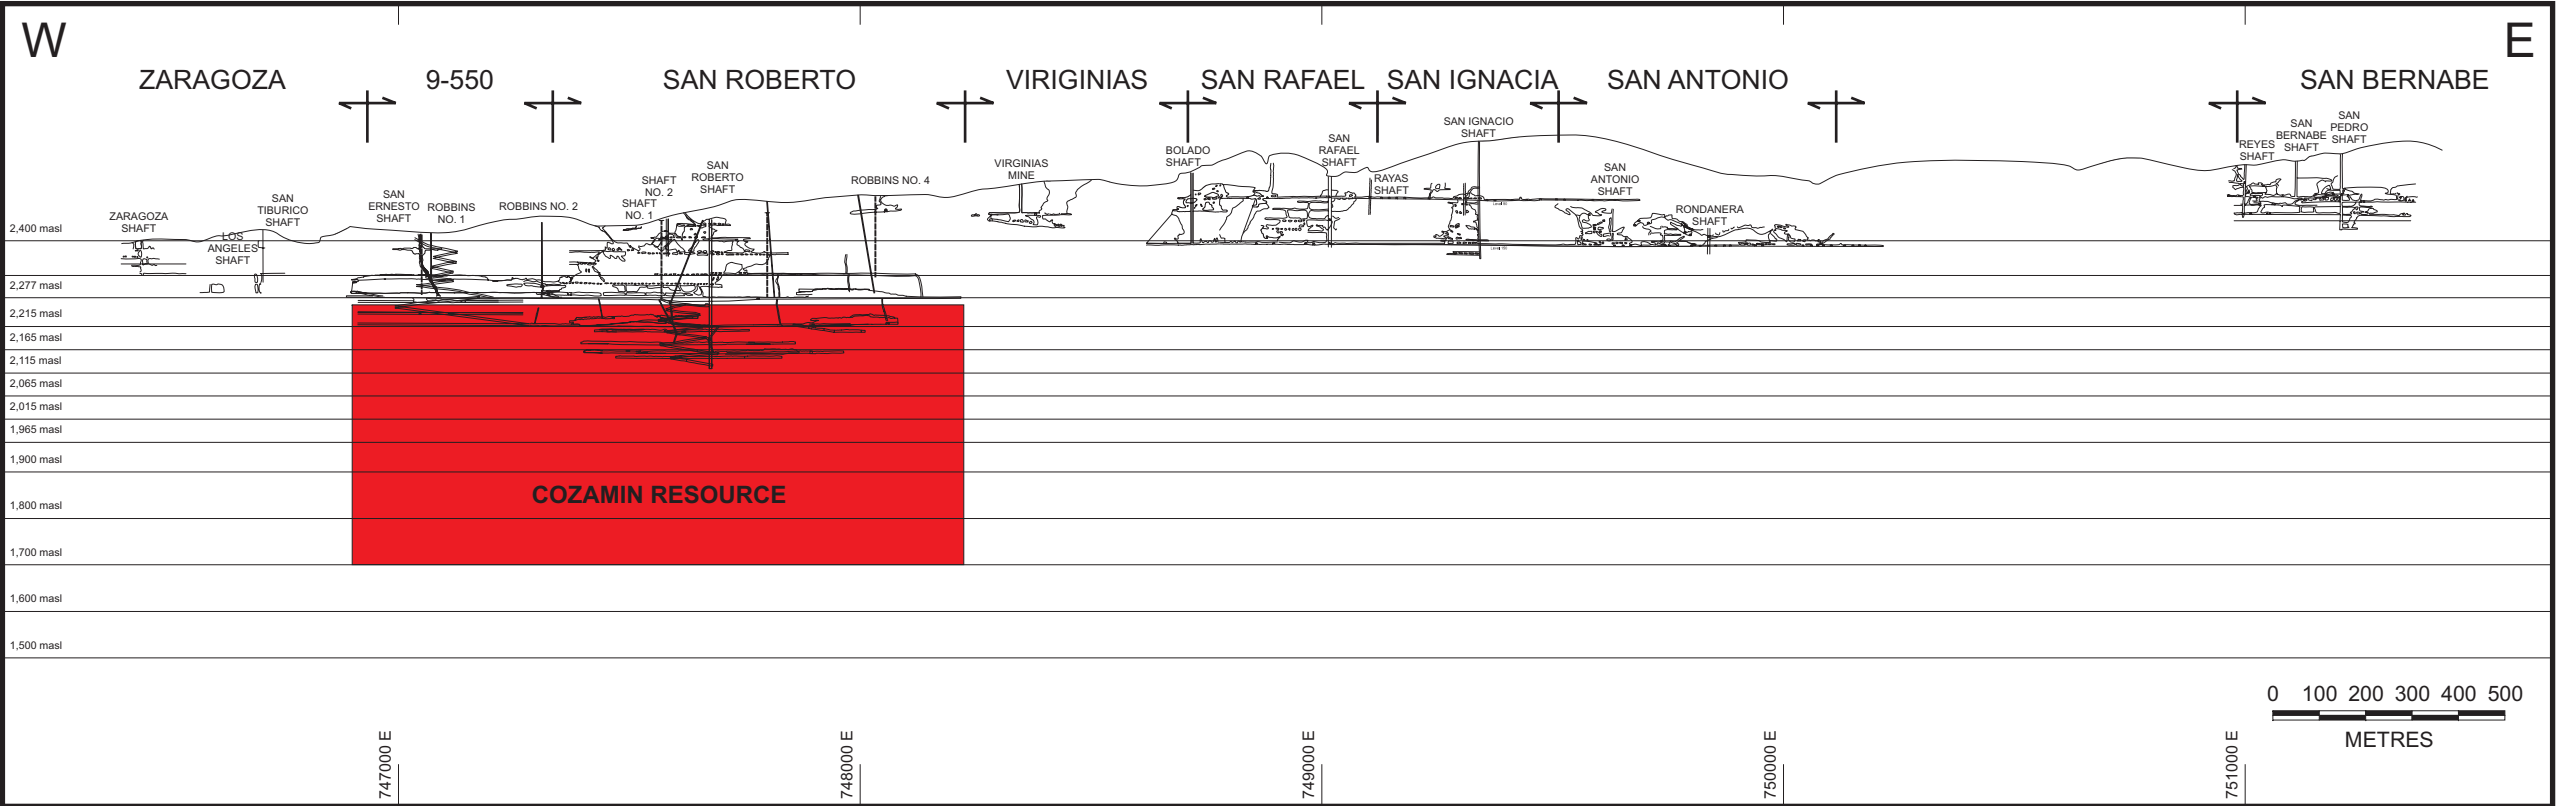 W
E
ZARAGOZA
9-550
SAN ROBERTO
VIRIGINIAS
SAN RAFAEL
SAN IGNACIA
SAN ANTONIO
SAN BERNABE
ZARAGOZA
SHAFT
LOS
ANGELES
SHAFT
SAN
TIBURICO
SHAFT
SAN
ERNESTO
SHAFT
ROBBINS
NO. 1
ROBBINS NO. 2
SHAFT
NO. 2
SHAFT
NO. 1
SAN
ROBERTO
SHAFT
ROBBINS NO. 4
VIRGINIAS
MINE
BOLADO
SHAFT
SAN
RAFAEL
SHAFT
RAYAS
SHAFT
SAN IGNACIO
SHAFT
SAN
ANTONIO
SHAFT
RONDANERA
SHAFT
REYES
SHAFT
SAN
BERNABE
SHAFT
SAN
PEDRO
SHAFT
2,400 masl
2,277 masl
2,215 masl
2,165 masl
2,115 masl
2,065 masl
2,015 masl
1,965 masl
1,900 masl
1,800 masl
1,700 masl
1,600 masl
1,500 masl
COZAMIN RESOURCE
0 100 200 300 400 500
METRES
747000 E
748000 E
749000 E
750000 E
751000 E